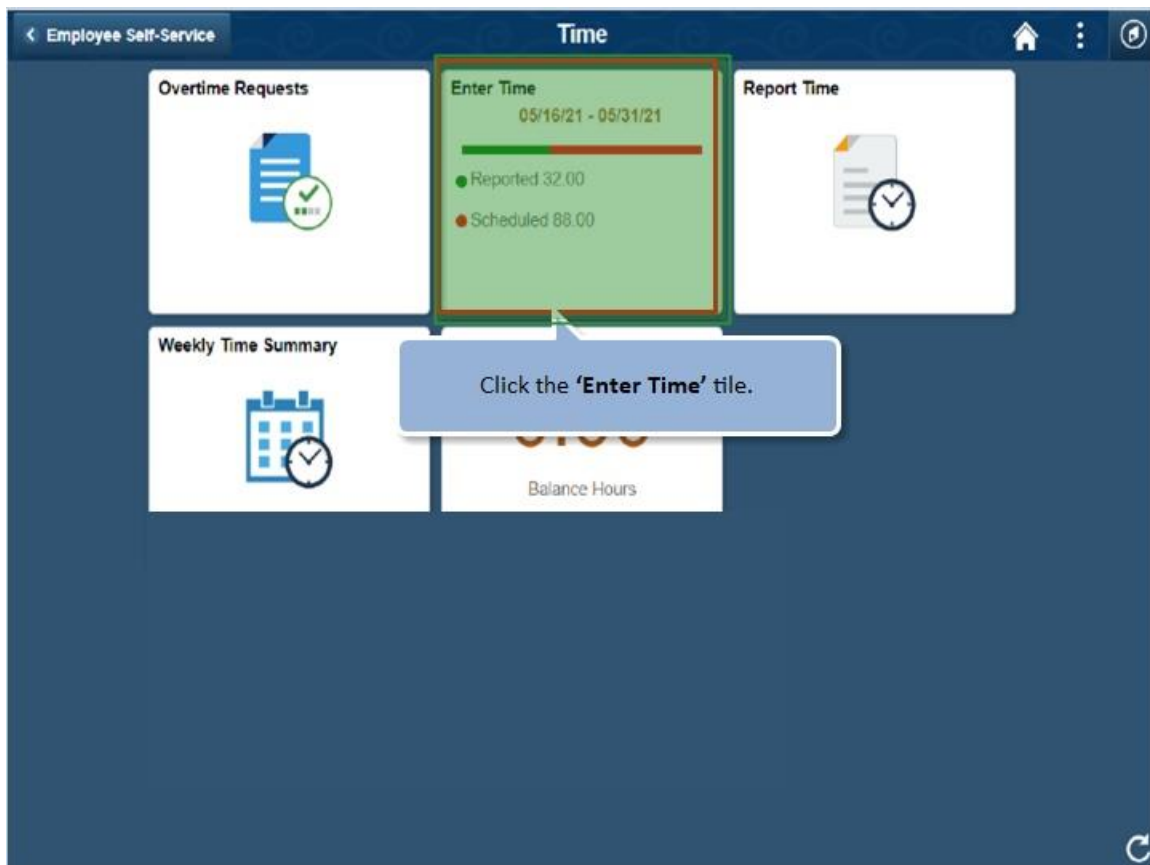 Employee Self-Service
Time
Overtime Requests
Enter Time
05/16/21 - 05/31/21
Reported 32.00
Scheduled 88.00
Report Time
Weekly Time Summary
Click the ‘Enter Time’ tile.
Balance Hours